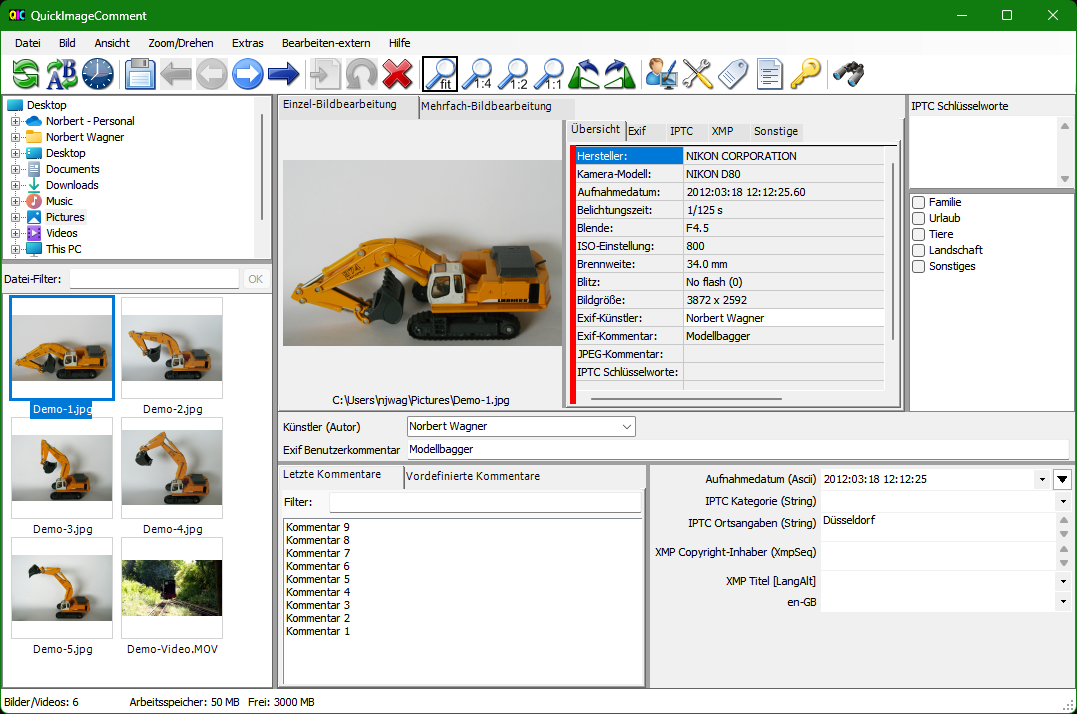 QIC QuickImageComment
Datei Bild Ansicht Zoom/Drehen Extras Bearbeiten-extern Hilfe
fit 1:4 1:2 1:1
Desktop
Norbert - Personal
Norbert Wagner
Desktop
Documents
Downloads
Music
Pictures
Videos
This PC
Datei-Filter: OK
Demo-1.jpg Demo-2.jpg
Demo-3.jpg Demo-4.jpg
Demo-5.jpg Demo-Video.MOV
Einzel-Bildbearbeitung Mehrfach-Bildbearbeitung
LIEBHERR
C:\Users\njwag\Pictures\Demo-1.jpg
Übersicht Exif IPTC XMP Sonstige
Hersteller: NIKON CORPORATION
Kamera-Modell: NIKON D80
Aufnahmedatum: 2012:03:18 12:12:25.60
Belichtungszeit: 1/125 s
Blende: F4.5
ISO-Einstellung: 800
Brennweite: 34.0 mm
Blitz: No flash (0)
Bildgröße: 3872 x 2592
Exif-Künstler: Norbert Wagner
Exif-Kommentar: Modellbagger
JPEG-Kommentar:
IPTC Schlüsselworte:
IPTC Schlüsselworte
Familie
Urlaub
Tiere
Landschaft
Sonstiges
Künstler (Autor) Norbert Wagner
Exif Benutzerkommentar Modellbagger
Letzte Kommentare Vordefinierte Kommentare
Filter:
Kommentar 9
Kommentar 8
Kommentar 7
Kommentar 6
Kommentar 5
Kommentar 4
Kommentar 3
Kommentar 2
Kommentar 1
Aufnahmedatum (Ascii) 2012:03:18 12:12:25
IPTC Kategorie (String)
IPTC Ortsangaben (String) Düsseldorf
XMP Copyright-Inhaber (XmpSeq)
XMP Titel [LangAlt]
en-GB
Bilder/Videos: 6 Arbeitsspeicher: 50 MB Frei: 3000 MB